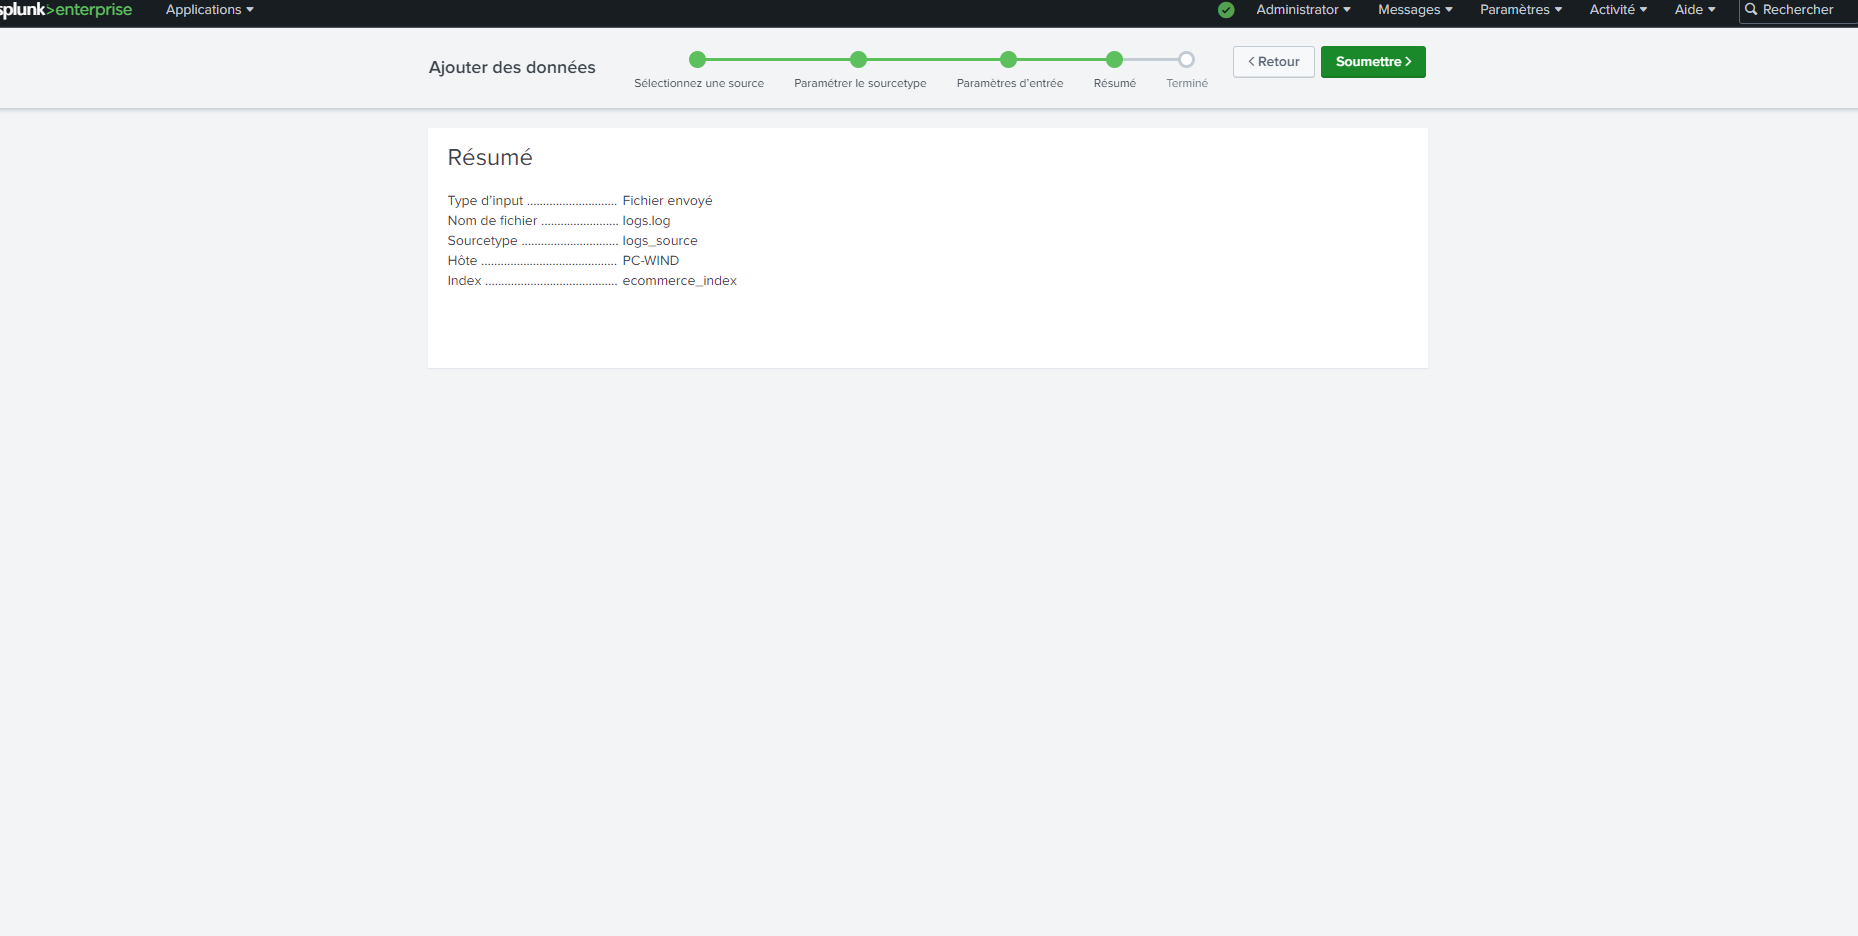 splunk>enterprise Applications Administrator Messages Paramètres Activité Aide Rechercher
Ajouter des données
Sélectionnez une source Paramétrer le sourcetype Paramètres d'entrée Résumé Terminé
< Retour Soumettre >
Résumé
Type d'input ............................ Fichier envoyé
Nom de fichier ........................ logs.log
Sourcetype .............................. logs_source
Hôte .......................................... PC-WIND
Index ......................................... ecommerce_index